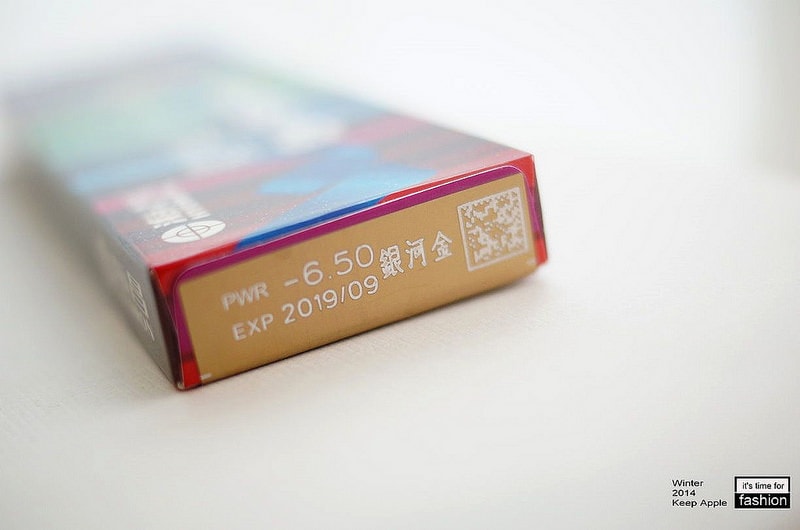 PWR -6.50 銀河金
EXP 2019/09
Winter
2014
Keep Apple
it's time for
fashion